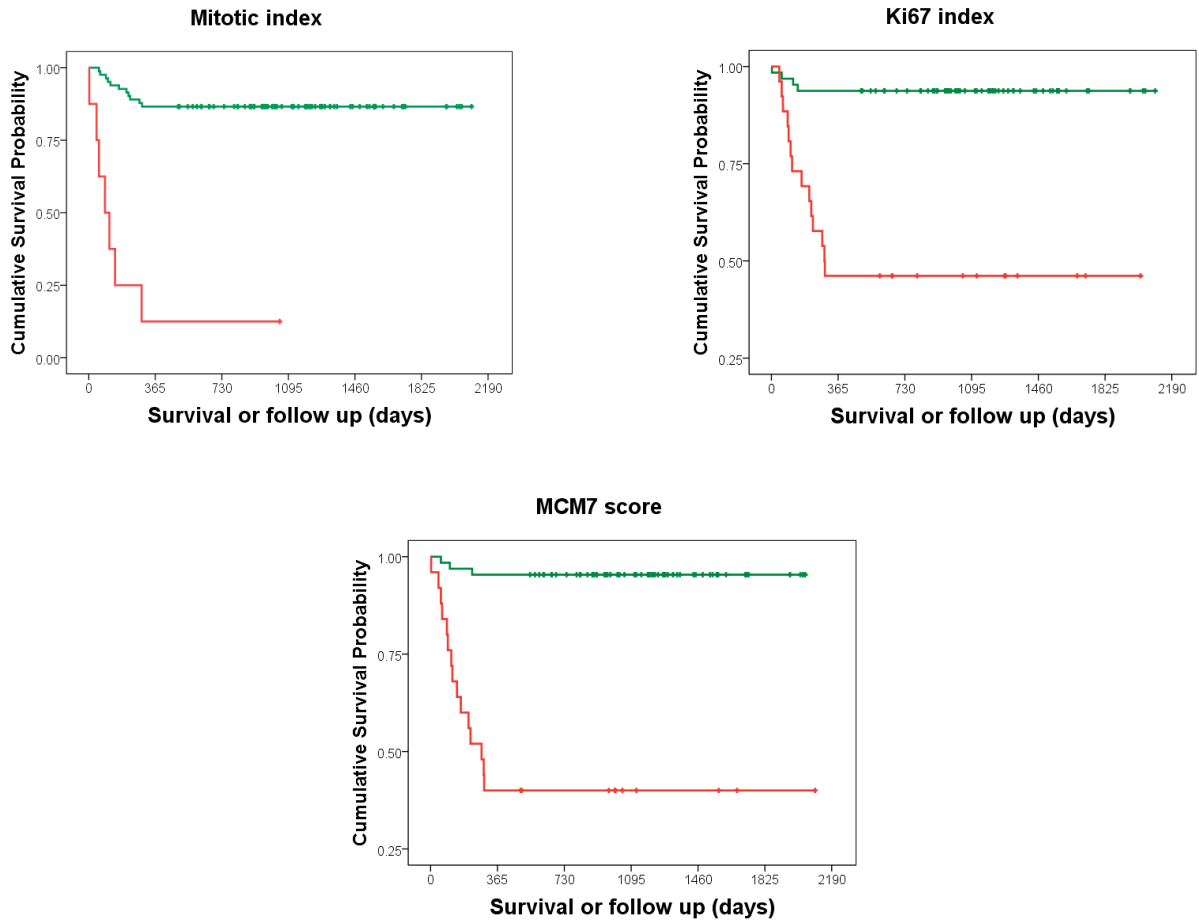 Mitotic index
Cumulative Survival Probability
1.00
0.75
0.50
0.25
0.00
0 365 730 1095 1460 1825 2190
Survival or follow up (days)
Ki67 index
Cumulative Survival Probability
1.00
0.75
0.50
0.25
0 365 730 1095 1460 1825 2190
Survival or follow up (days)
MCM7 score
Cumulative Survival Probability
1.00
0.75
0.50
0.25
0 365 730 1095 1460 1825 2190
Survival or follow up (days)